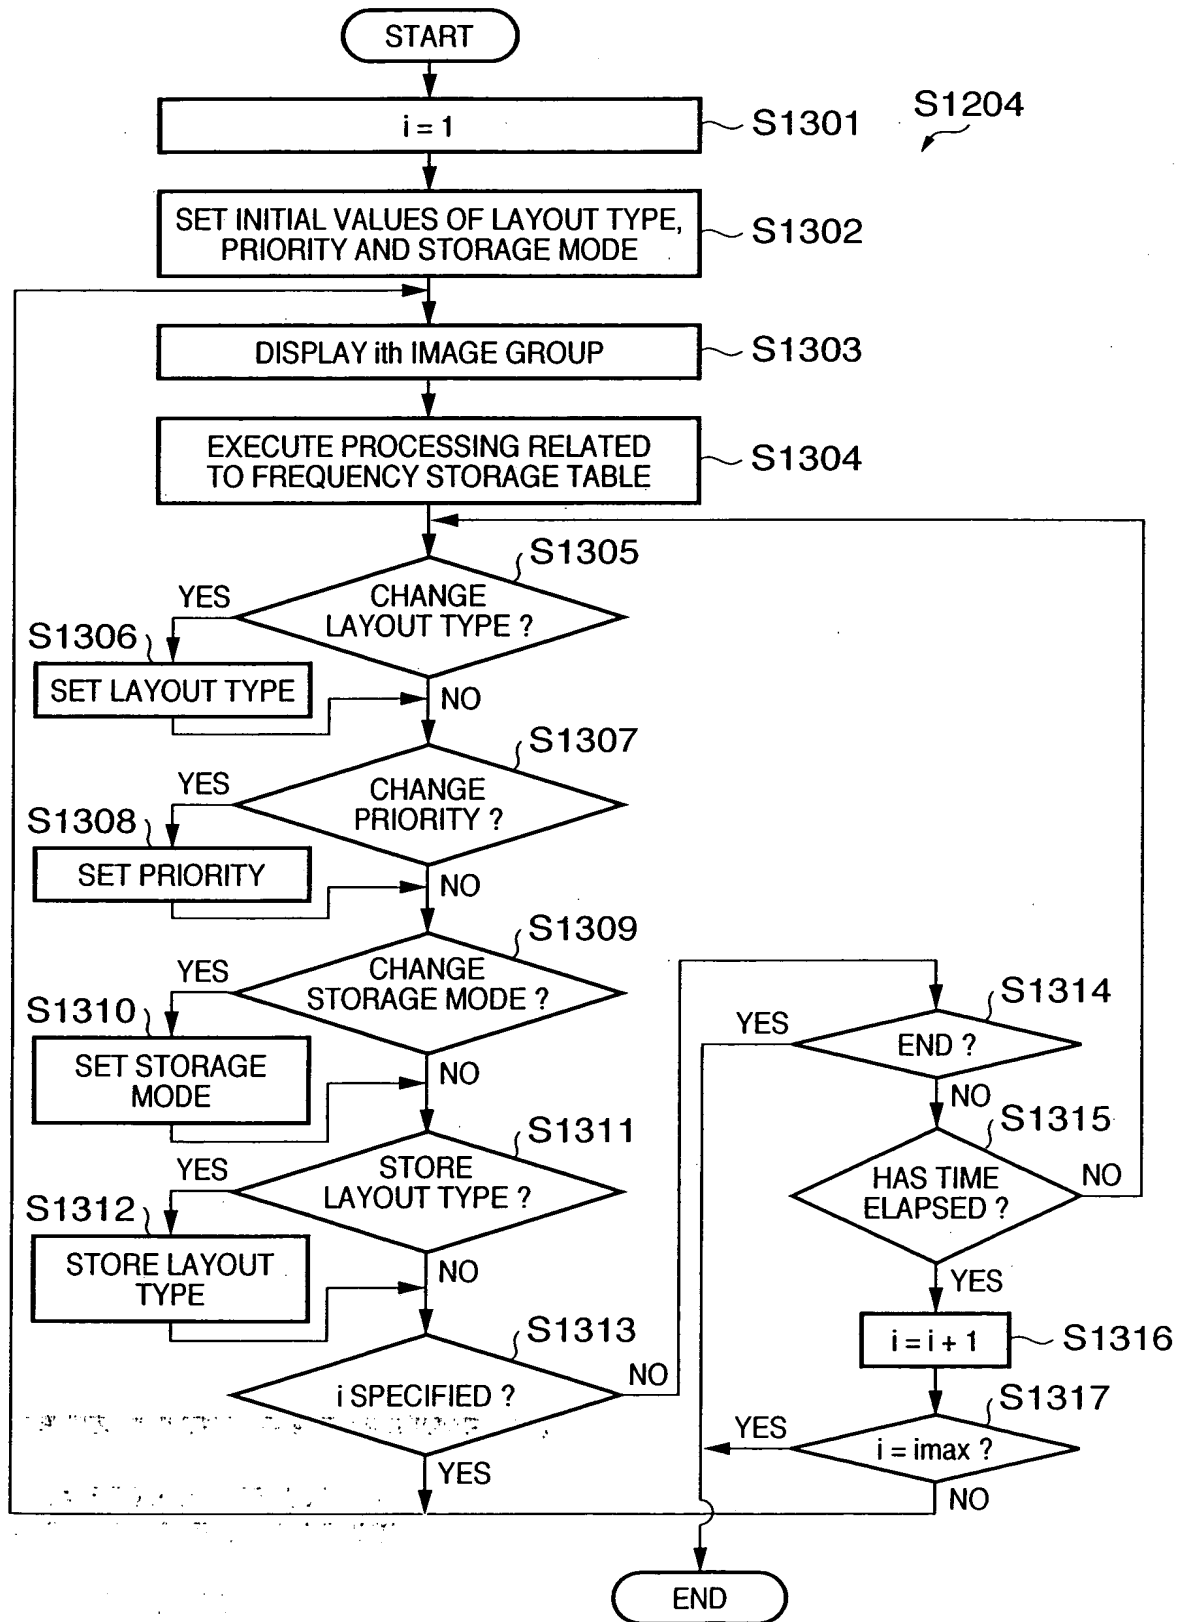 START
i = 1
S1301
S1204
SET INITIAL VALUES OF LAYOUT TYPE,
PRIORITY AND STORAGE MODE
S1302
DISPLAY ith IMAGE GROUP
S1303
EXECUTE PROCESSING RELATED
TO FREQUENCY STORAGE TABLE
S1304
S1305
YES
CHANGE
LAYOUT TYPE ?
S1306
SET LAYOUT TYPE
NO
S1307
YES
CHANGE
PRIORITY ?
S1308
SET PRIORITY
NO
S1309
YES
CHANGE
STORAGE MODE ?
S1310
SET STORAGE
MODE
NO
S1311
YES
STORE
LAYOUT TYPE ?
S1312
STORE LAYOUT
TYPE
NO
S1313
i SPECIFIED ?
NO
YES
S1314
YES
END ?
NO
S1315
HAS TIME
ELAPSED ?
NO
YES
i = i + 1
S1316
S1317
YES
i = imax ?
NO
END